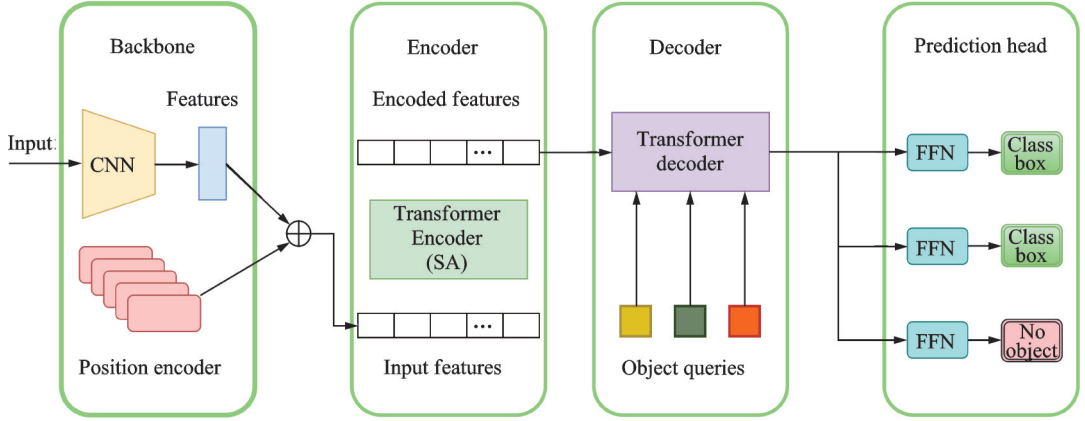 Backbone
Encoder
Decoder
Prediction head
Features
Encoded features
Input:
CNN
Transformer
decoder
FFN
Class
box
Transformer
Encoder
(SA)
FFN
Class
box
FFN
No
object
Position encoder
Input features
Object queries
...
...